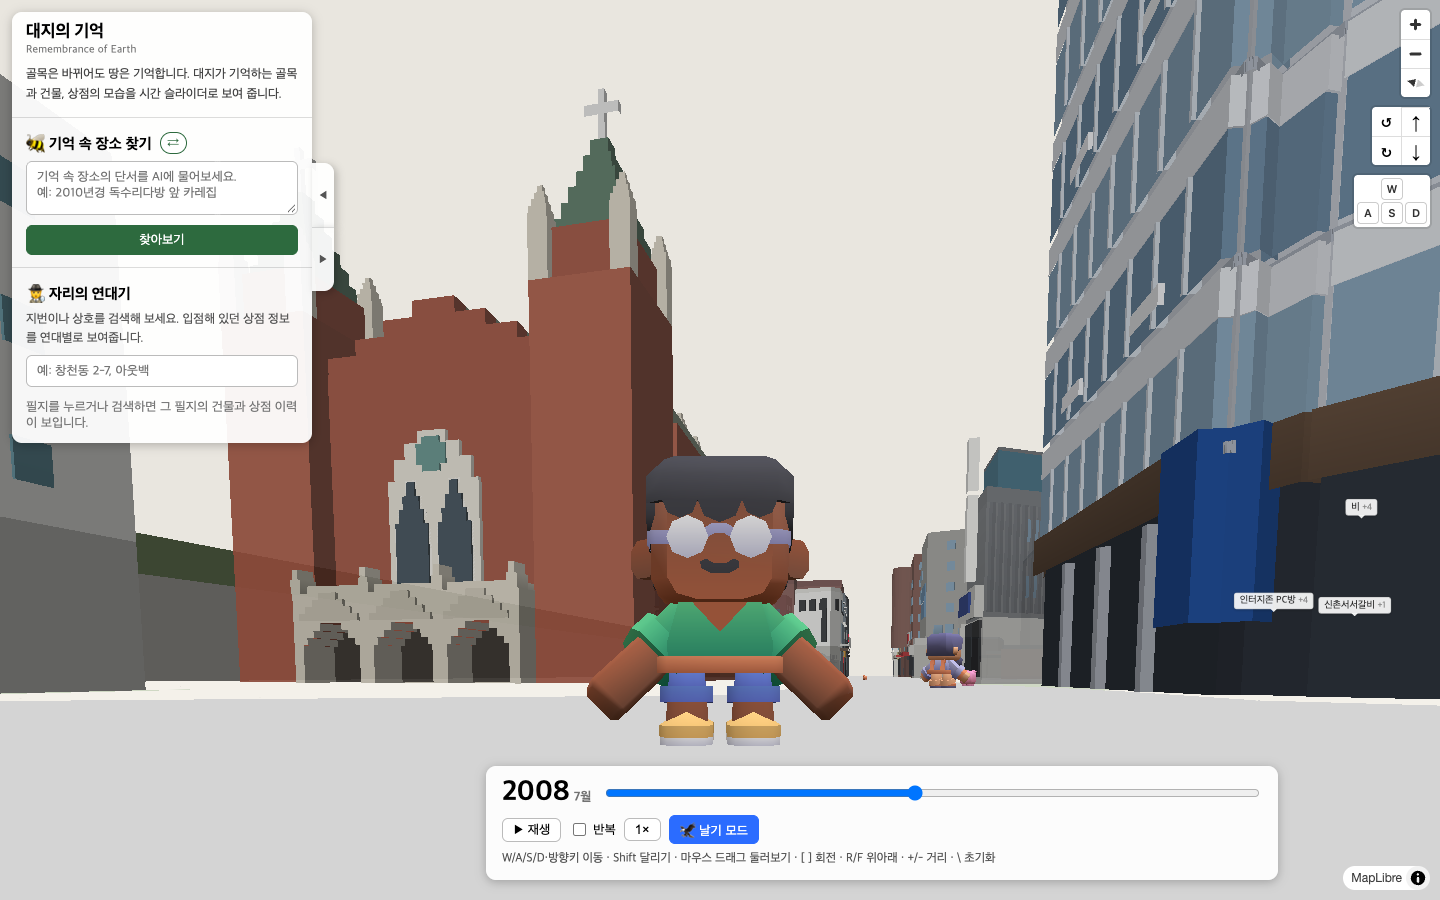 대지의 기억
Remembrance of Earth
골목은 바뀌어도 땅은 기억합니다. 대지가 기억하는 골목
과 건물, 상점의 모습을 시간 슬라이더로 보여 줍니다.
기억 속 장소 찾기 ⇄
기억 속 장소의 단서를 AI에 물어보세요.
예: 2010년경 독수리다방 앞 카레집
찾아보기
자리의 연대기
지번이나 상호를 검색해 보세요. 입점해 있던 상점 정보
를 연대별로 보여줍니다.
예: 창천동 2-7, 아웃백
필지를 누르거나 검색하면 그 필지의 건물과 상점 이력
이 보입니다.
◀
▶
+
−
↺ ↑
↻ ↓
W
A S D
비 +4
인터지존 PC방 +4
신촌서서갈비 +1
2008 7월
▶ 재생 반복 1× 날기 모드
W/A/S/D·방향키 이동 · Shift 달리기 · 마우스 드래그 둘러보기 · [ ] 회전 · R/F 위아래 · +/- 거리 · \ 초기화
MapLibre